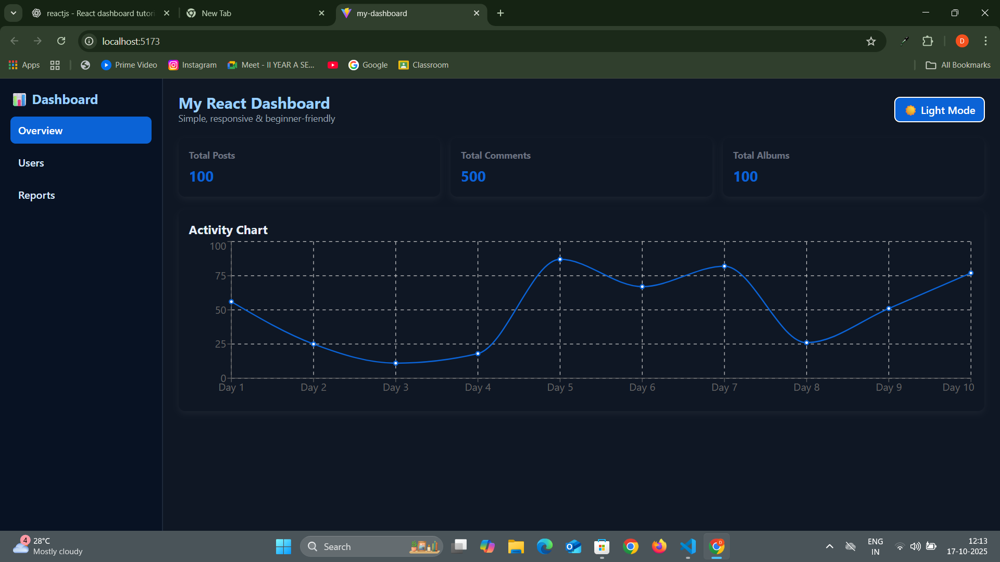 reactjs - React dashboard tutori
New Tab
my-dashboard
localhost:5173
D
Apps
Prime Video
Instagram
Meet - II YEAR A SE...
Google
Classroom
All Bookmarks
Dashboard
Overview
Users
Reports
My React Dashboard
Simple, responsive & beginner-friendly
Light Mode
Total Posts
100
Total Comments
500
Total Albums
100
Activity Chart
100
75
50
25
0
Day 1 Day 2 Day 3 Day 4 Day 5 Day 6 Day 7 Day 8 Day 9 Day 10
4
28°C
Mostly cloudy
Search
ENG
IN
12:13
17-10-2025